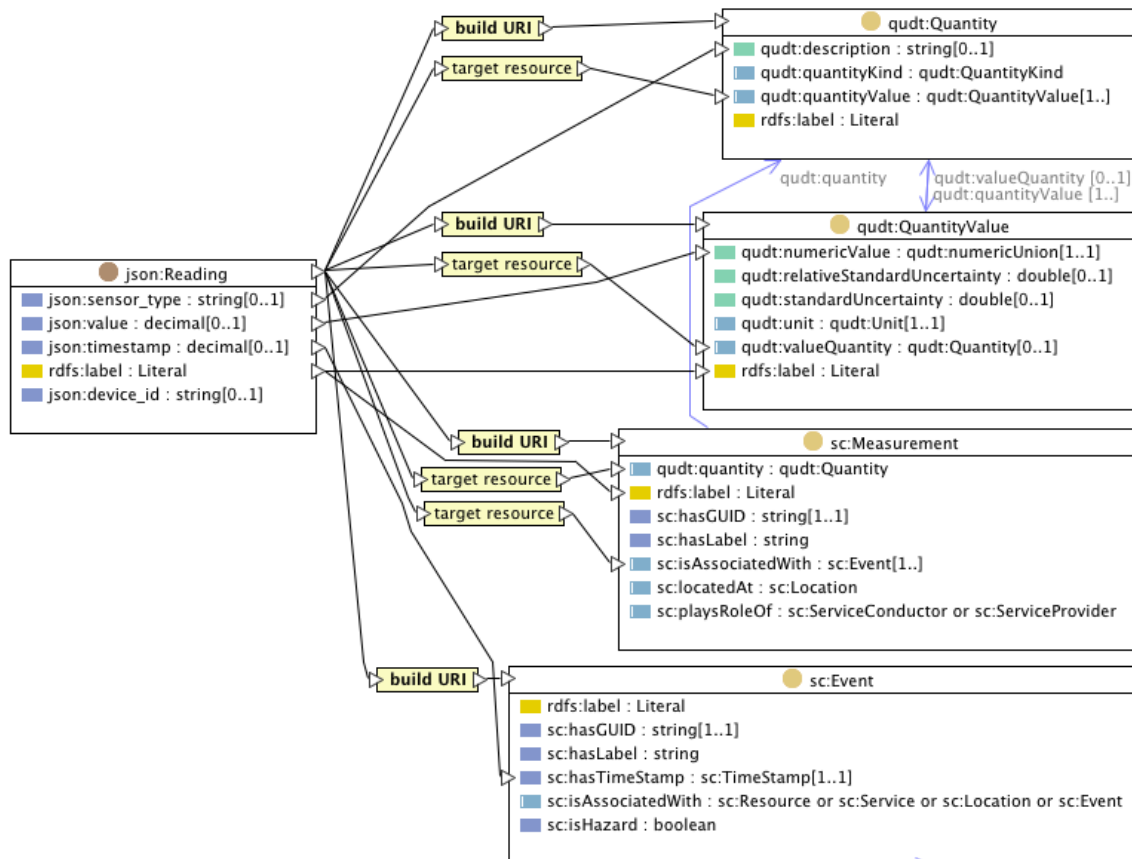 build URI
qudt:Quantity
qudt:description : string[0..1]
target resource
qudt:quantityKind : qudt:QuantityKind
qudt:quantityValue : qudt:QuantityValue[1..]
rdfs:label : Literal
qudt:quantity
qudt:valueQuantity [0..1]
qudt:quantityValue [1..]
build URI
qudt:QuantityValue
target resource
qudt:numericValue : qudt:numericUnion[1..1]
qudt:relativeStandardUncertainty : double[0..1]
qudt:standardUncertainty : double[0..1]
qudt:unit : qudt:Unit[1..1]
qudt:valueQuantity : qudt:Quantity[0..1]
rdfs:label : Literal
json:Reading
json:sensor_type : string[0..1]
json:value : decimal[0..1]
json:timestamp : decimal[0..1]
rdfs:label : Literal
json:device_id : string[0..1]
build URI
sc:Measurement
target resource
target resource
qudt:quantity : qudt:Quantity
rdfs:label : Literal
sc:hasGUID : string[1..1]
sc:hasLabel : string
sc:isAssociatedWith : sc:Event[1..]
sc:locatedAt : sc:Location
sc:playsRoleOf : sc:ServiceConductor or sc:ServiceProvider
build URI
sc:Event
rdfs:label : Literal
sc:hasGUID : string[1..1]
sc:hasLabel : string
sc:hasTimeStamp : sc:TimeStamp[1..1]
sc:isAssociatedWith : sc:Resource or sc:Service or sc:Location or sc:Event
sc:isHazard : boolean